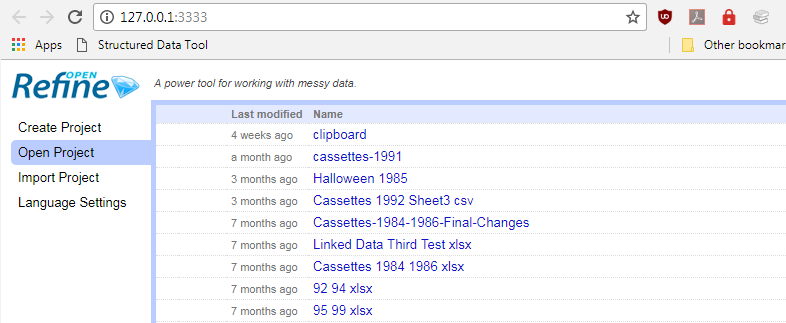 127.0.0.1:3333
Apps Structured Data Tool Other bookmar
OPEN
Refine A power tool for working with messy data.
Create Project
Open Project
Import Project
Language Settings
Last modified Name
4 weeks ago clipboard
a month ago cassettes-1991
3 months ago Halloween 1985
3 months ago Cassettes 1992 Sheet3 csv
7 months ago Cassettes-1984-1986-Final-Changes
7 months ago Linked Data Third Test xlsx
7 months ago Cassettes 1984 1986 xlsx
7 months ago 92 94 xlsx
7 months ago 95 99 xlsx